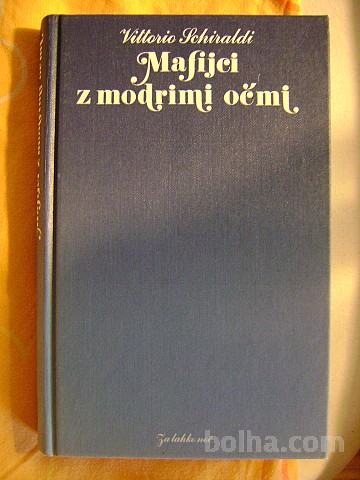 Vittorio Schiraldi
Mafijci
z modrimi očmi
Za lahko noč
bolha.com